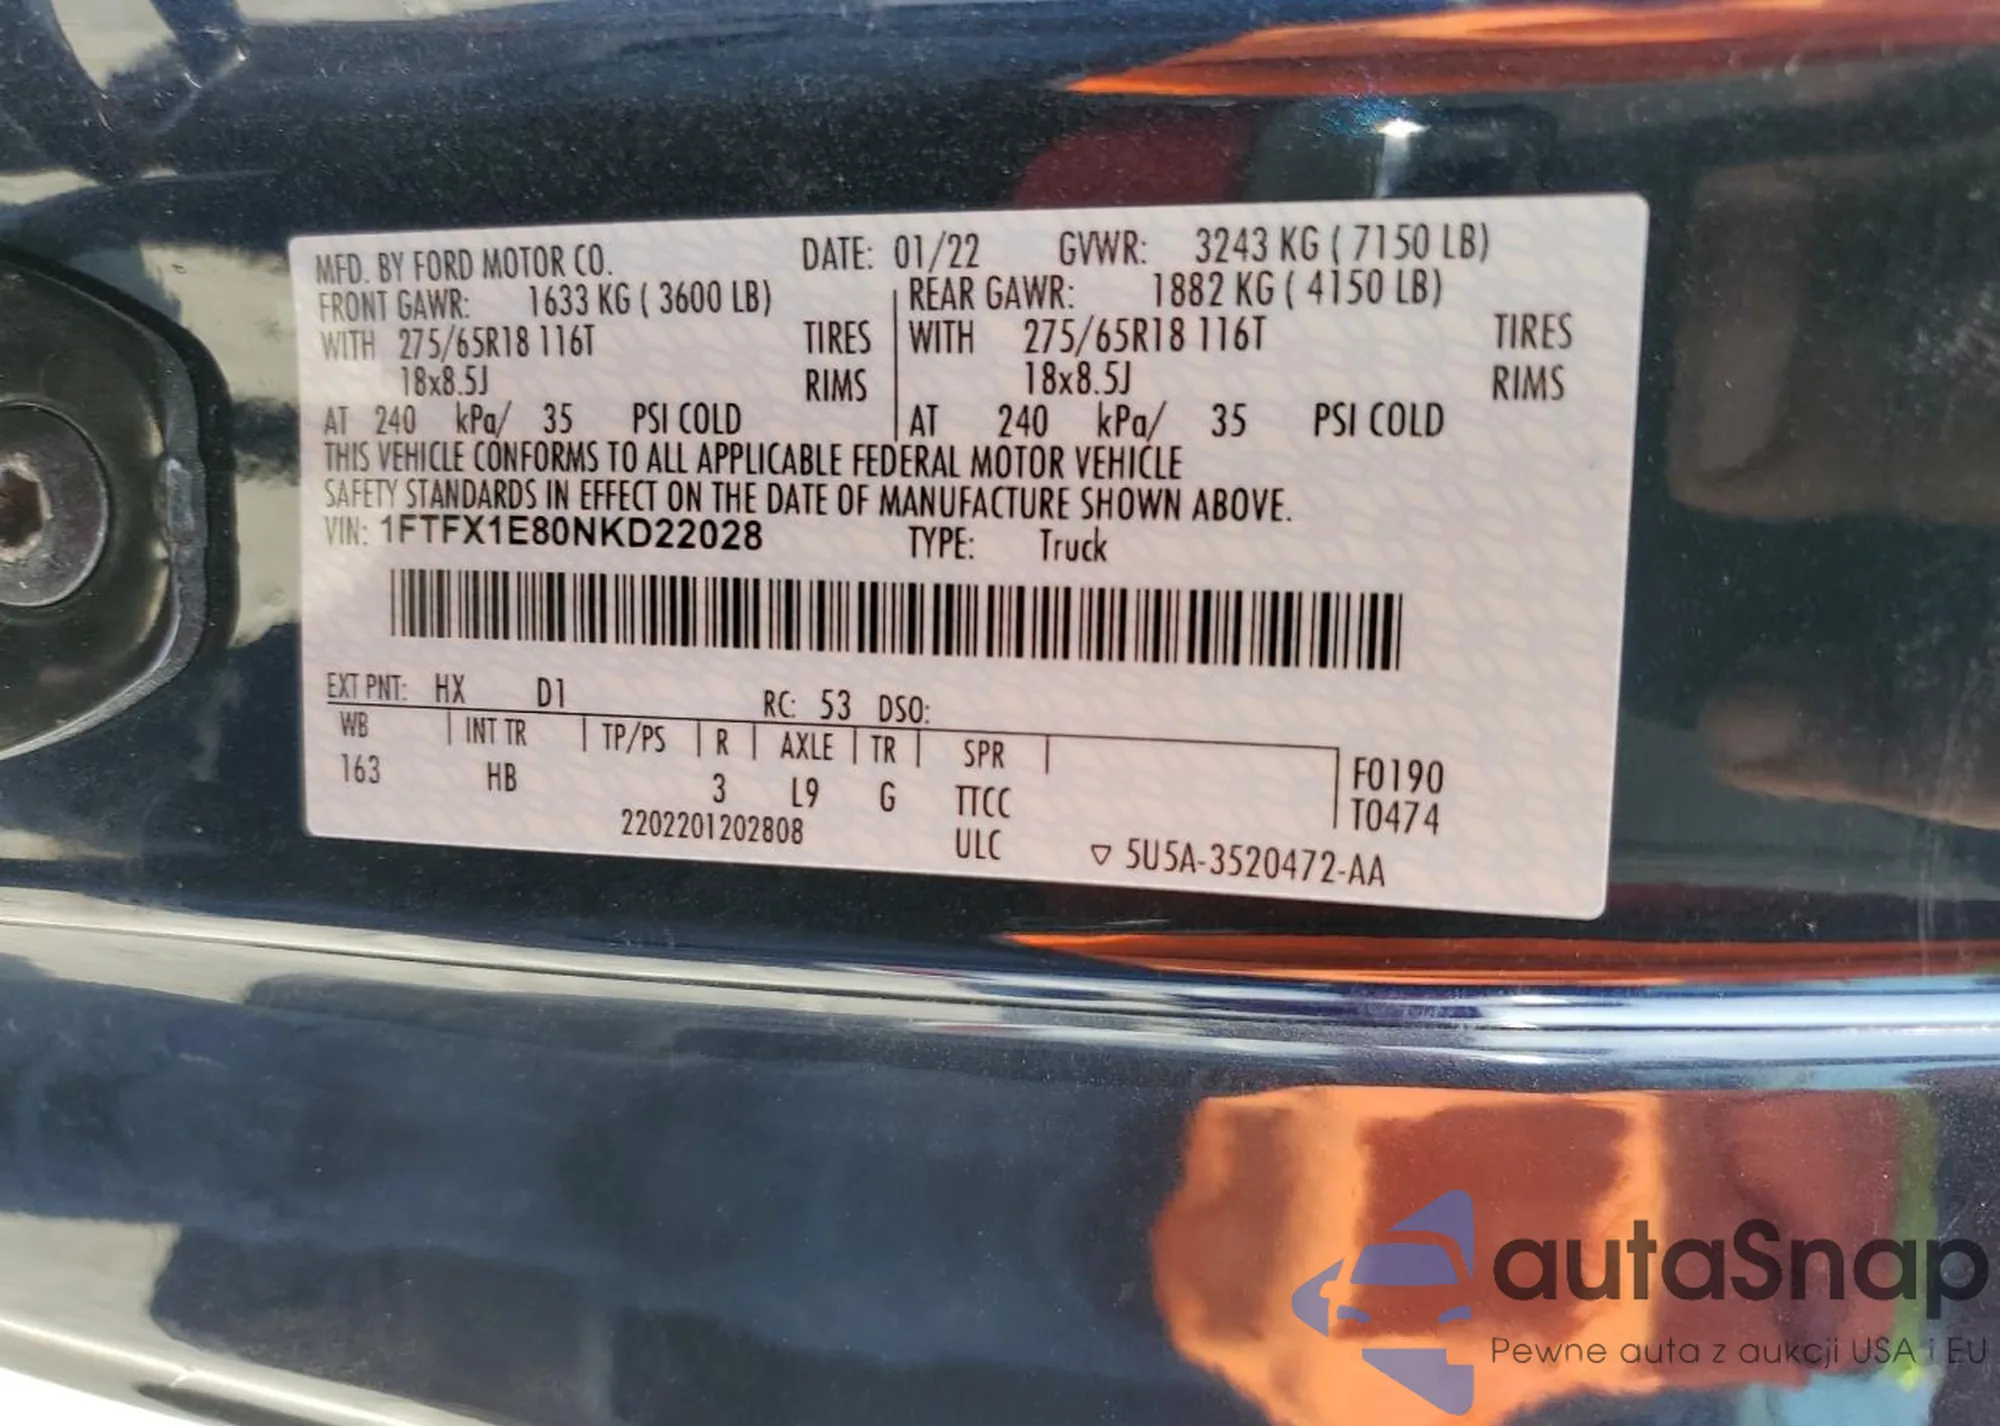 MFD. BY FORD MOTOR CO. DATE: 01/22 GVWR: 3243 KG ( 7150 LB)
FRONT GAWR: 1633 KG ( 3600 LB) REAR GAWR: 1882 KG ( 4150 LB)
WITH 275/65R18 116T TIRES WITH 275/65R18 116T TIRES
18x8.5J RIMS 18x8.5J RIMS
AT 240 kPa/ 35 PSI COLD AT 240 kPa/ 35 PSI COLD
THIS VEHICLE CONFORMS TO ALL APPLICABLE FEDERAL MOTOR VEHICLE
SAFETY STANDARDS IN EFFECT ON THE DATE OF MANUFACTURE SHOWN ABOVE.
VIN: 1FTFX1E80NKD22028 TYPE: Truck
EXT PNT: HX D1 RC: 53 DSO:
WB INT TR TP/PS R AXLE TR SPR
163 HB 3 L9 G TTCC F0190
2202201202808 ULC T0474
▽ 5U5A-3520472-AA
autaSnap
Pewne auta z aukcji USA i EU